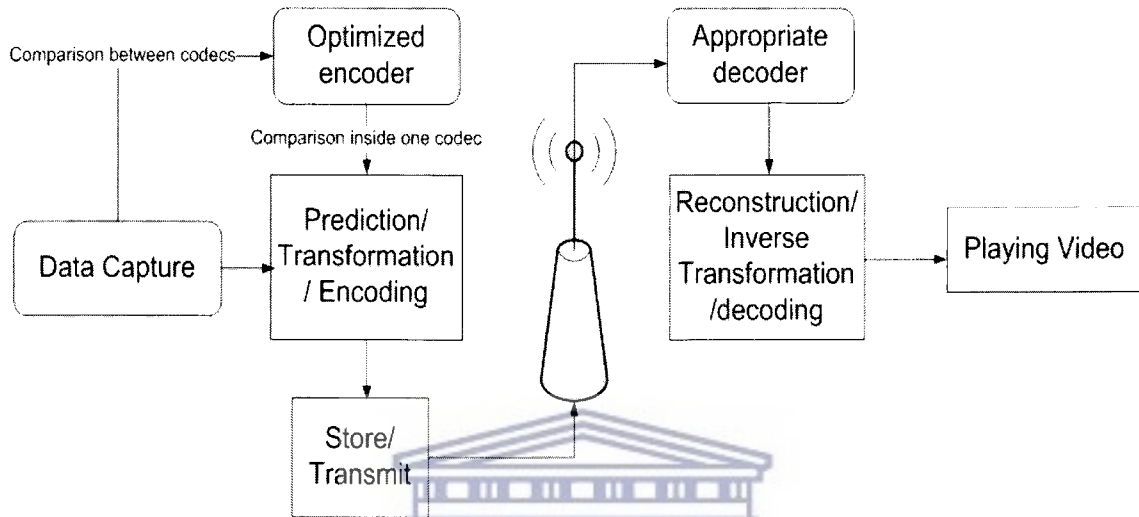 Comparison between codecs
Optimized
encoder
Comparison inside one codec
Data Capture
Prediction/
Transformation
/ Encoding
Store/
Transmit
Appropriate
decoder
Reconstruction/
Inverse
Transformation
/decoding
Playing Video